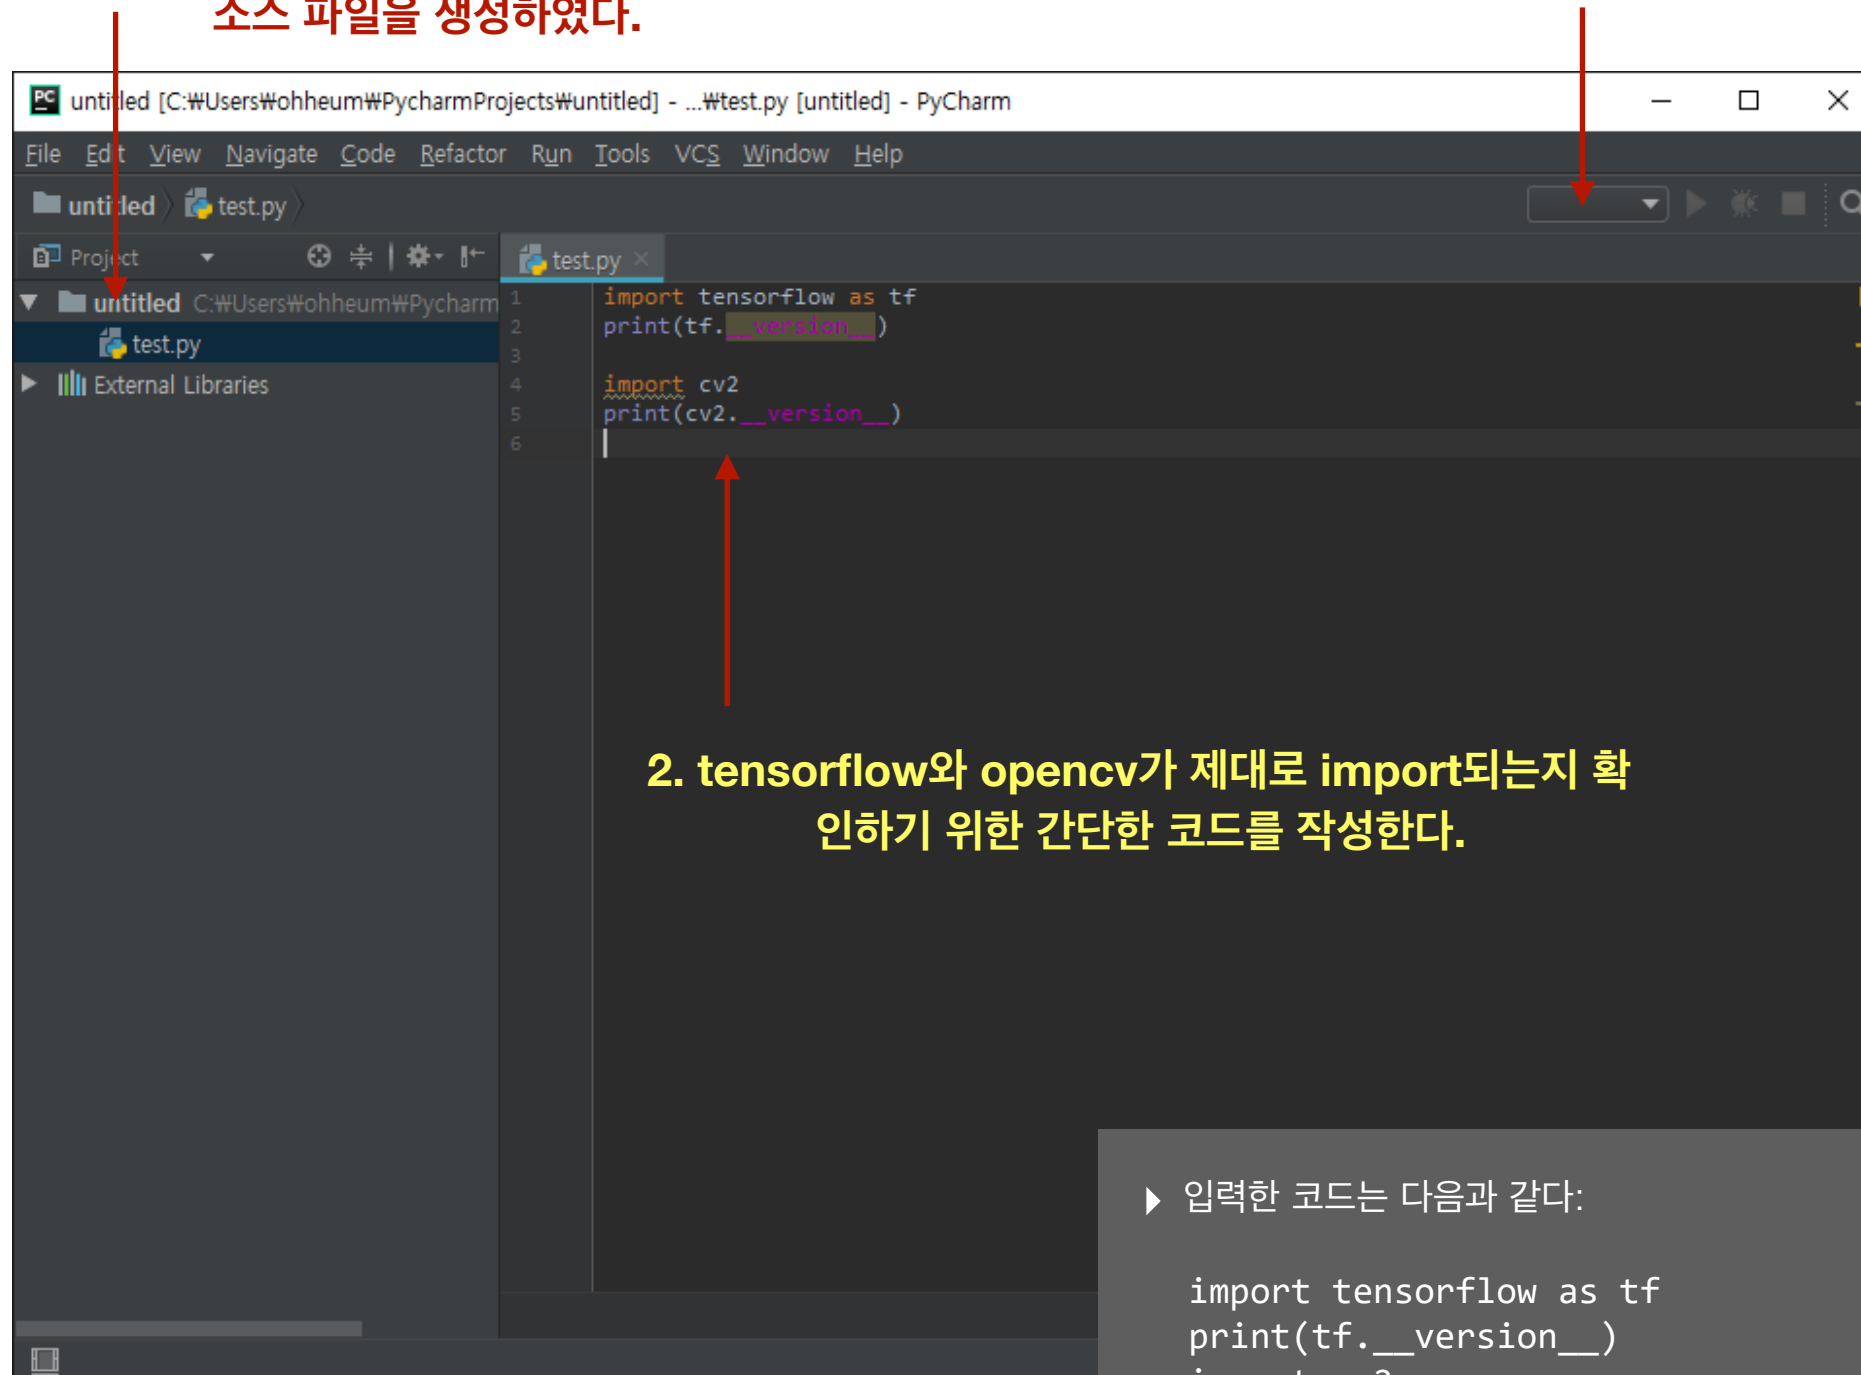 소스 파일을 생성하였다.
untitled [C:₩Users₩ohheum₩PycharmProjects₩untitled] - ...₩test.py [untitled] - PyCharm
File Edit View Navigate Code Refactor Run Tools VCS Window Help
untitled test.py
Project
test.py
untitled C:₩Users₩ohheum₩Pycharm
test.py
External Libraries
1 import tensorflow as tf
2 print(tf.__version__)
3
4 import cv2
5 print(cv2.__version__)
6
2. tensorflow와 opencv가 제대로 import되는지 확
인하기 위한 간단한 코드를 작성한다.
입력한 코드는 다음과 같다:
import tensorflow as tf
print(tf.__version__)